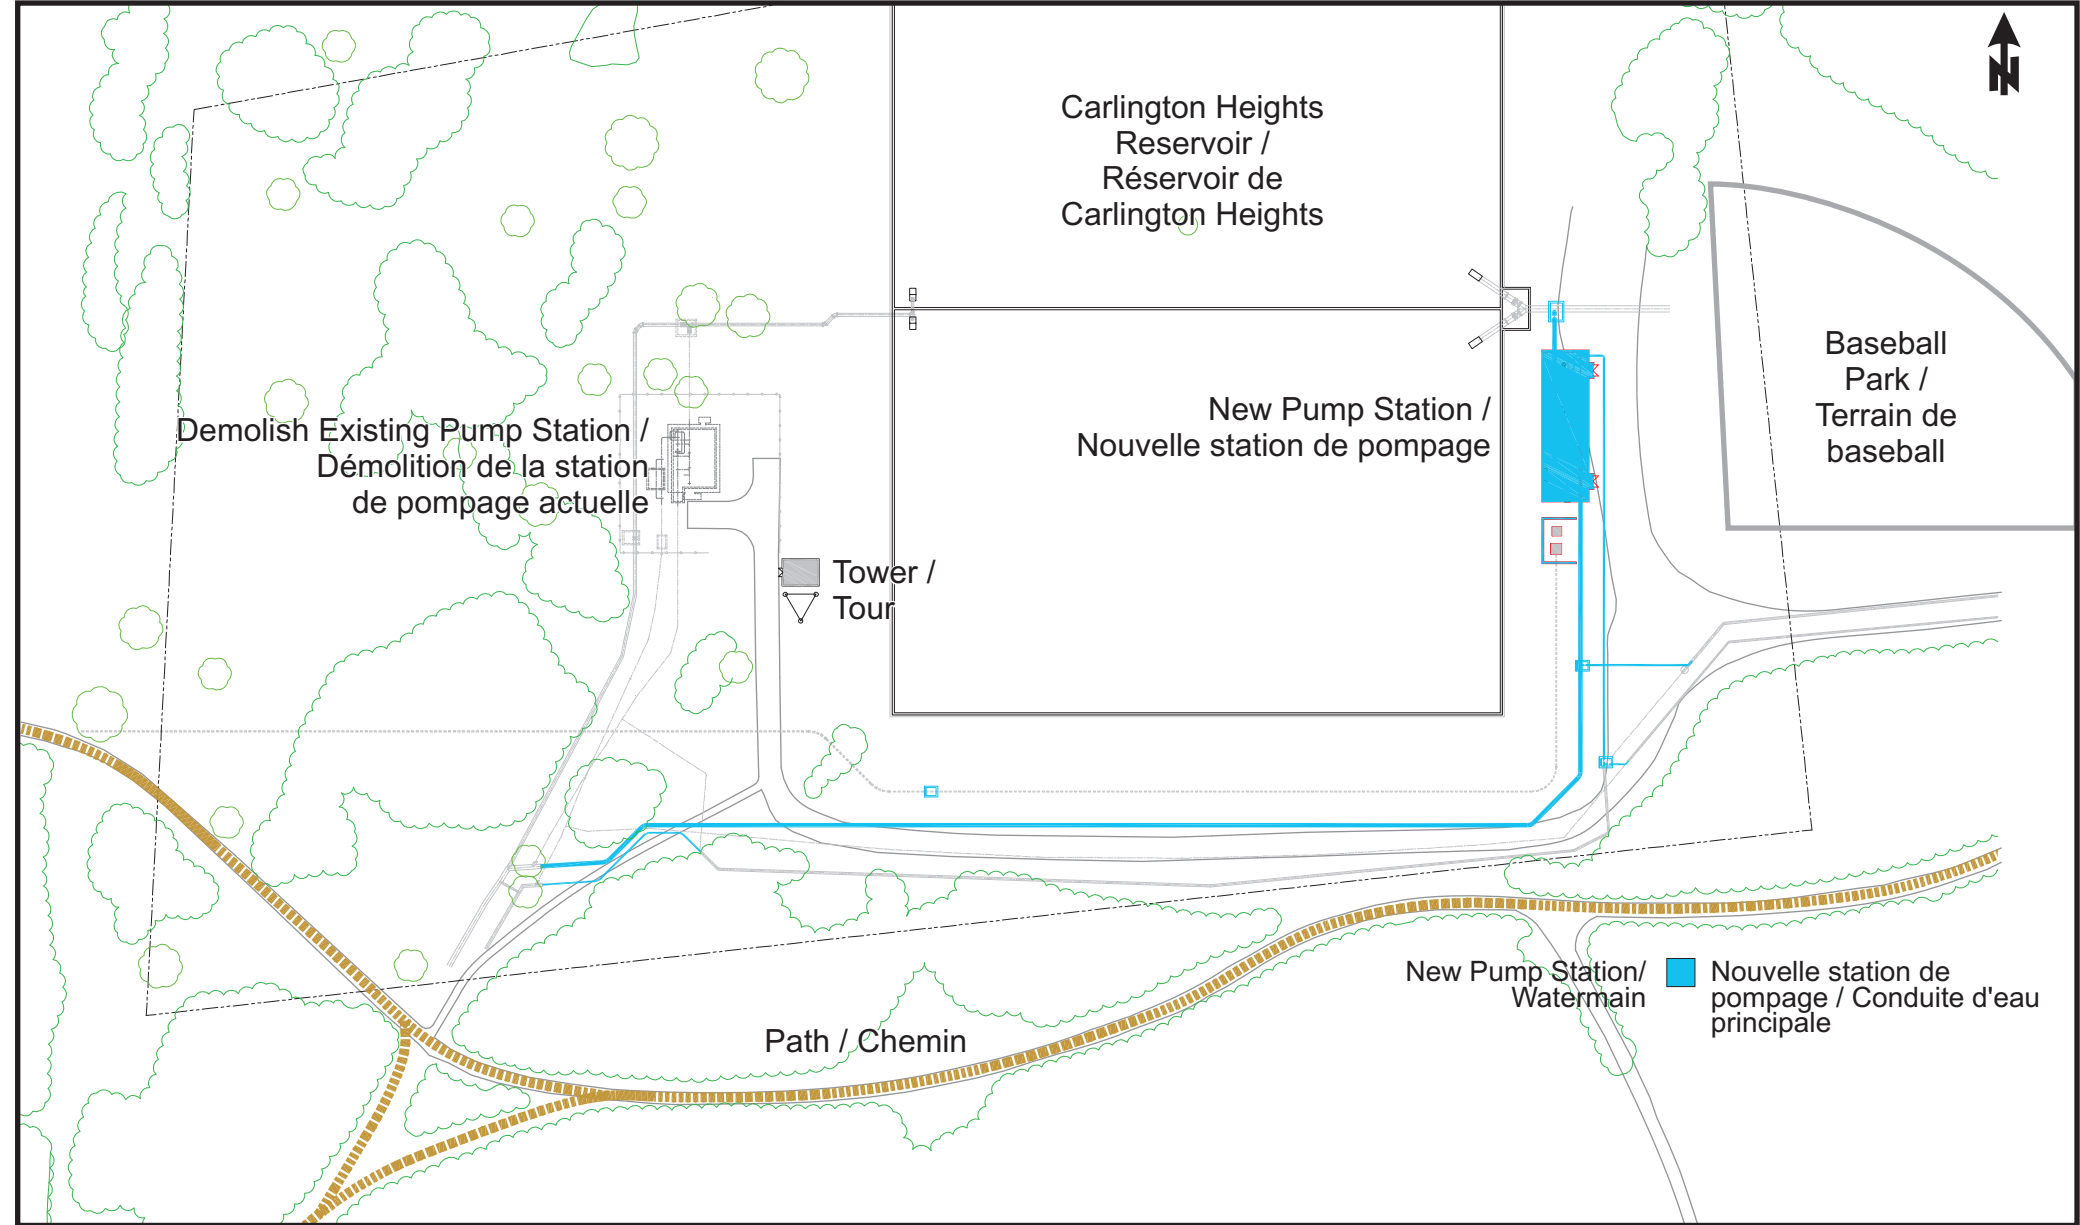 N
Carlington Heights
Reservoir /
Réservoir de
Carlington Heights
Baseball
Park /
Terrain de
baseball
New Pump Station /
Nouvelle station de pompage
Demolish Existing Pump Station /
Démolition de la station
de pompage actuelle
Tower /
Tour
New Pump Station/
Watermain
Nouvelle station de
pompage / Conduite d'eau
principale
Path / Chemin